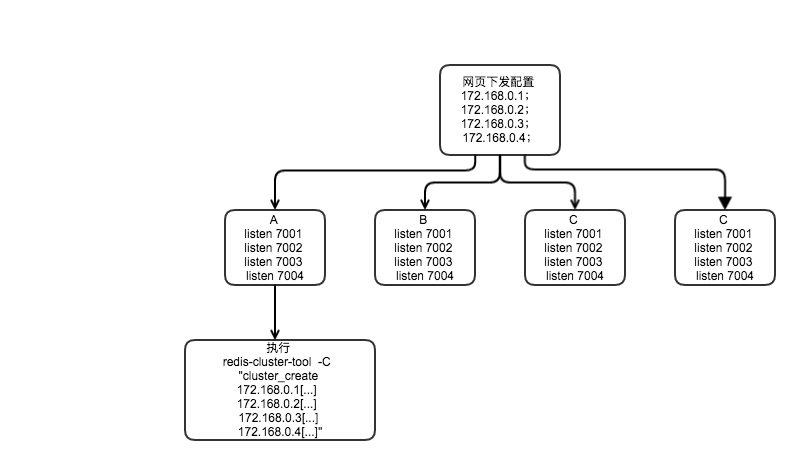 网页下发配置
172.168.0.1；
172.168.0.2；
172.168.0.3；
172.168.0.4；
A
listen 7001
listen 7002
listen 7003
listen 7004
B
listen 7001
listen 7002
listen 7003
listen 7004
C
listen 7001
listen 7002
listen 7003
listen 7004
C
listen 7001
listen 7002
listen 7003
listen 7004
执行
redis-cluster-tool -C
"cluster_create
172.168.0.1[...]
172.168.0.2[...]
172.168.0.3[...]
172.168.0.4[...]"